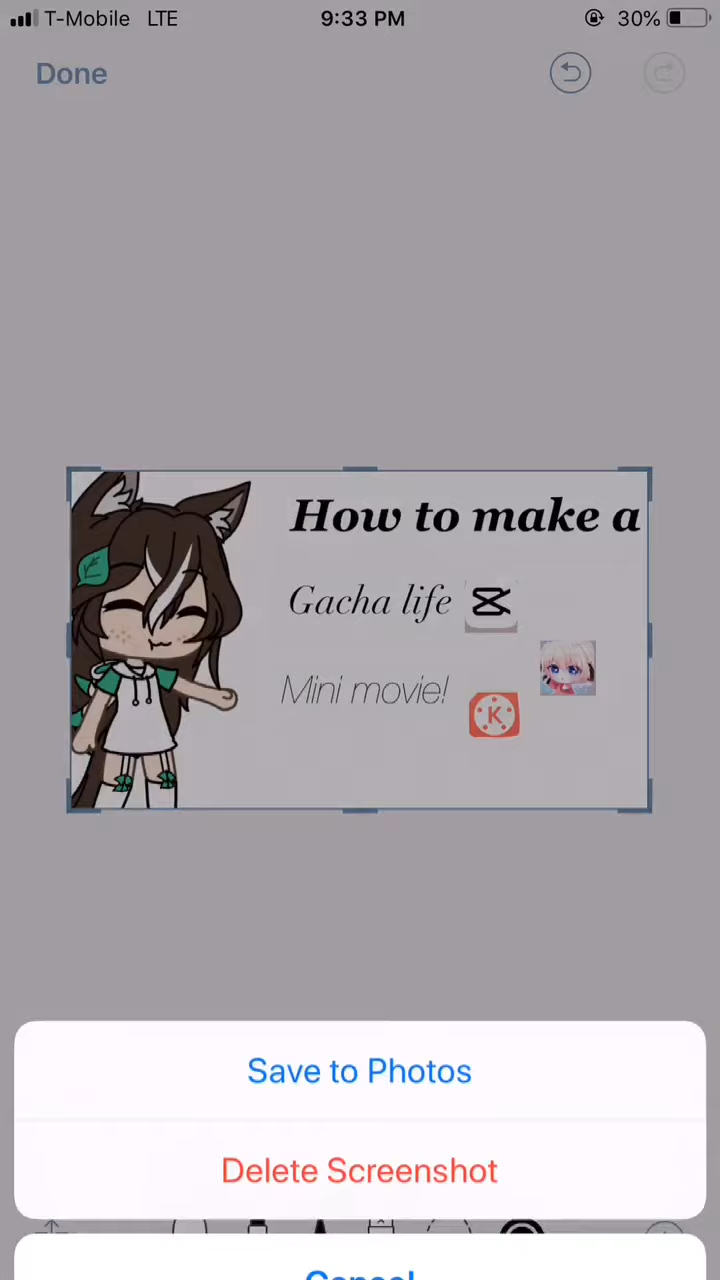 T-Mobile LTE 9:33 PM 30%
Done
How to make a
Gacha life
Mini movie!
K
Save to Photos
Delete Screenshot
Cancel